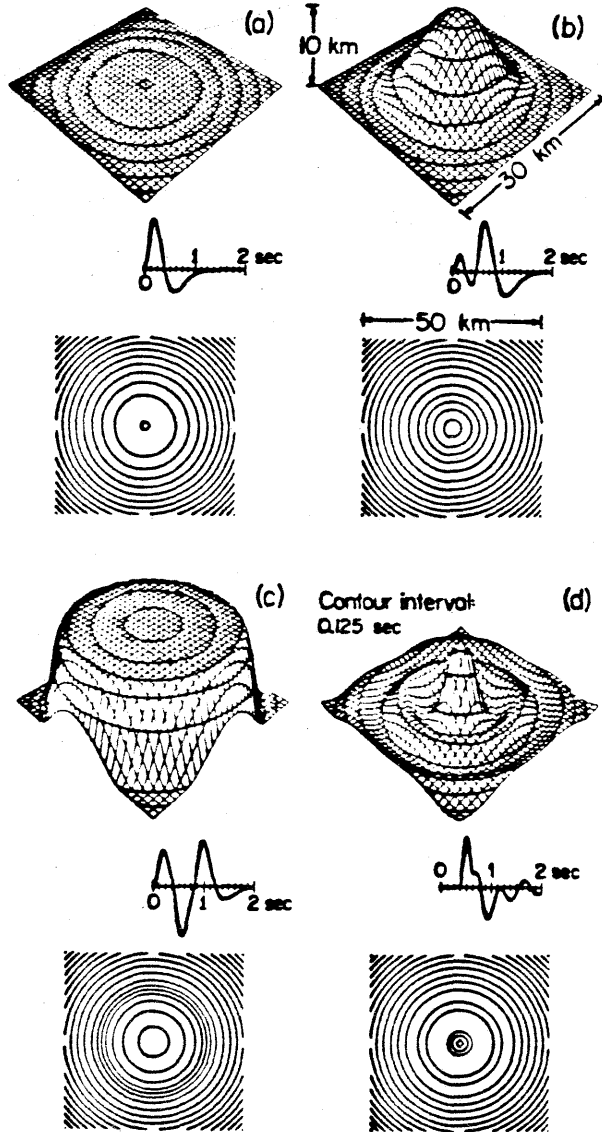 (a)
10 km
(b)
30 km
0 1 2 sec
0 1 2 sec
50 km
(c)
Contour interval:
0.125 sec
(d)
0 1 2 sec
0 1 2 sec